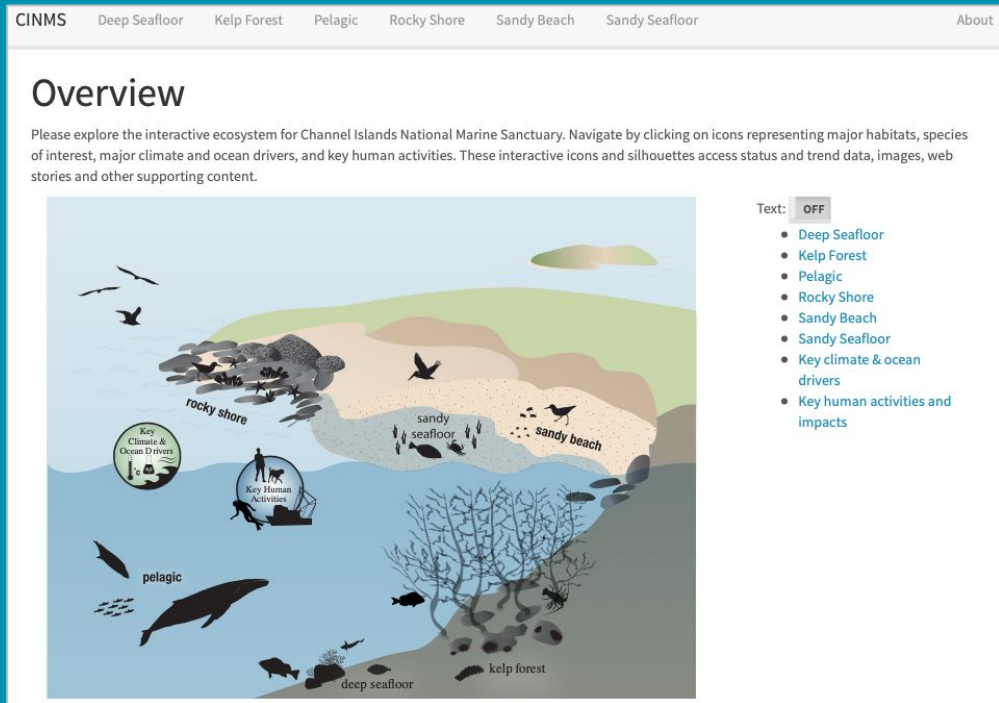 CINMS Deep Seafloor Kelp Forest Pelagic Rocky Shore Sandy Beach Sandy Seafloor About
Overview
Please explore the interactive ecosystem for Channel Islands National Marine Sanctuary. Navigate by clicking on icons representing major habitats, species
of interest, major climate and ocean drivers, and key human activities. These interactive icons and silhouettes access status and trend data, images, web
stories and other supporting content.
Text: OFF
Deep Seafloor
Kelp Forest
Pelagic
Rocky Shore
Sandy Beach
Sandy Seafloor
Key climate & ocean
drivers
Key human activities and
impacts
rocky shore
sandy
seafloor
sandy beach
Key
Climate &
Ocean Drivers
°c
Key Human
Activities
pelagic
kelp forest
deep seafloor